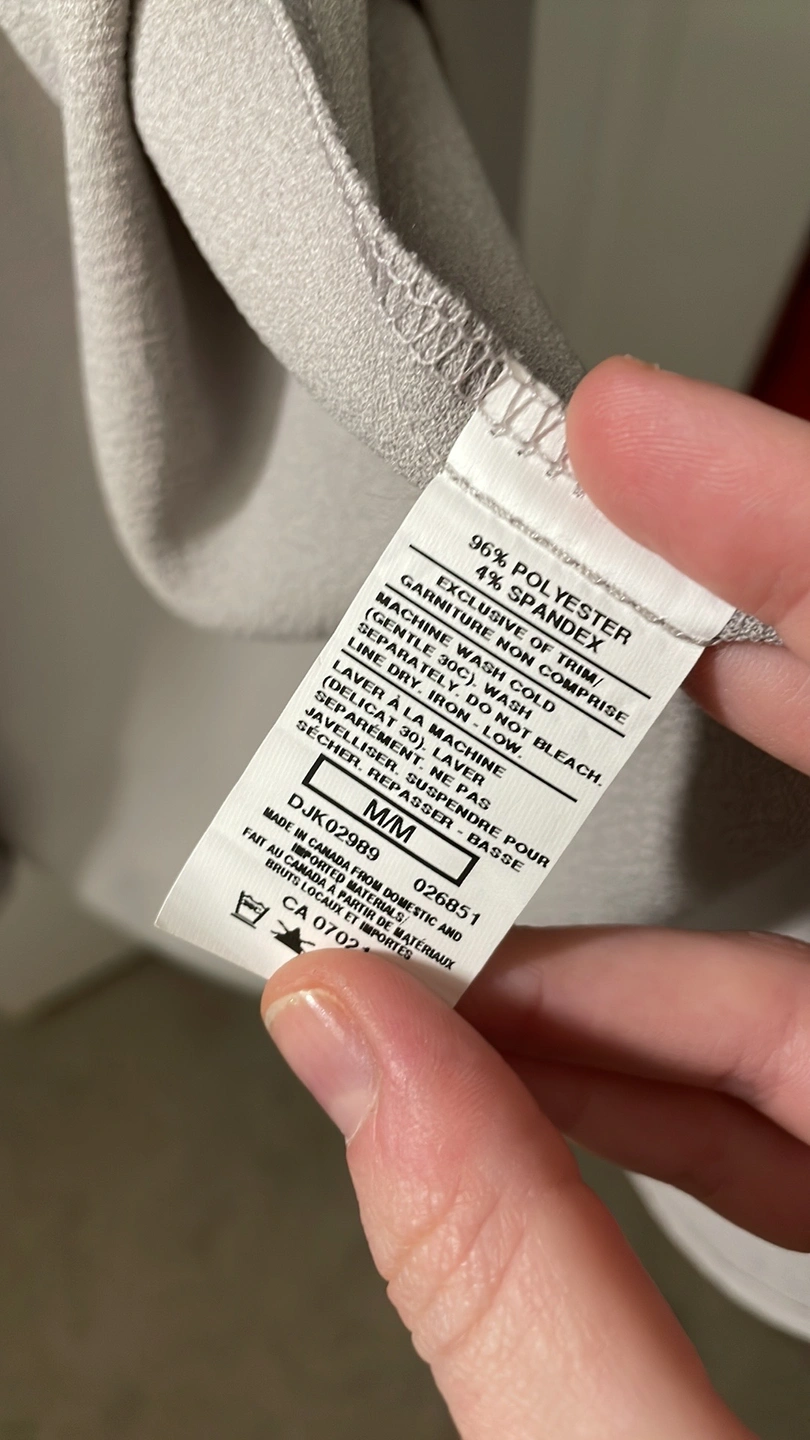 96% POLYESTER
4% SPANDEX
EXCLUSIVE OF TRIM/
GARNITURE NON COMPRISE
MACHINE WASH COLD
(GENTLE 30C). WASH
SEPARATELY. DO NOT BLEACH.
LINE DRY. IRON - LOW.
LAVER À LA MACHINE
(DELICAT 30). LAVER
SEPARÉMENT. NE PAS
JAVELLISER. SUSPENDRE POUR
SÉCHER. REPASSER - BASSE
M/M
DJK02989 026851
MADE IN CANADA FROM DOMESTIC AND
IMPORTED MATERIALS/
FAIT AU CANADA À PARTIR DE MATÉRIAUX
BRUTS LOCAUX ET IMPORTÉS
CA 0702